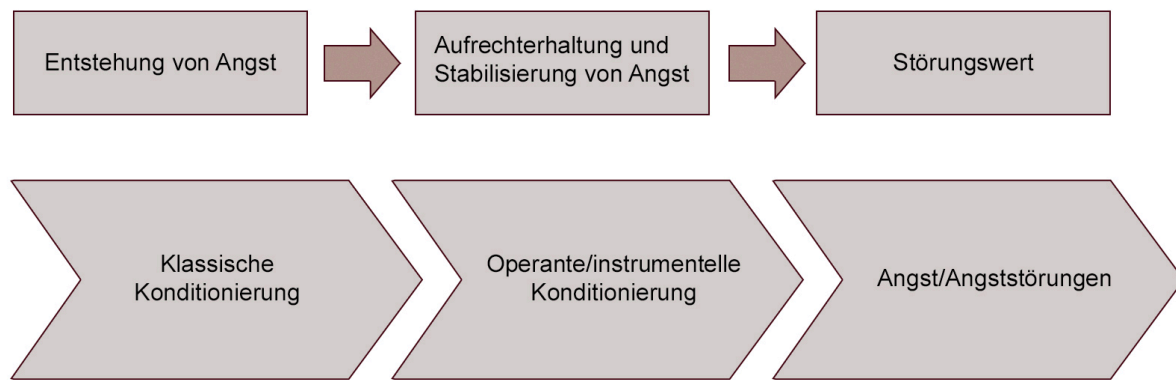 Entstehung von Angst
Aufrechterhaltung und
Stabilisierung von Angst
Störungswert
Klassische
Konditionierung
Operante/instrumentelle
Konditionierung
Angst/Angststörungen